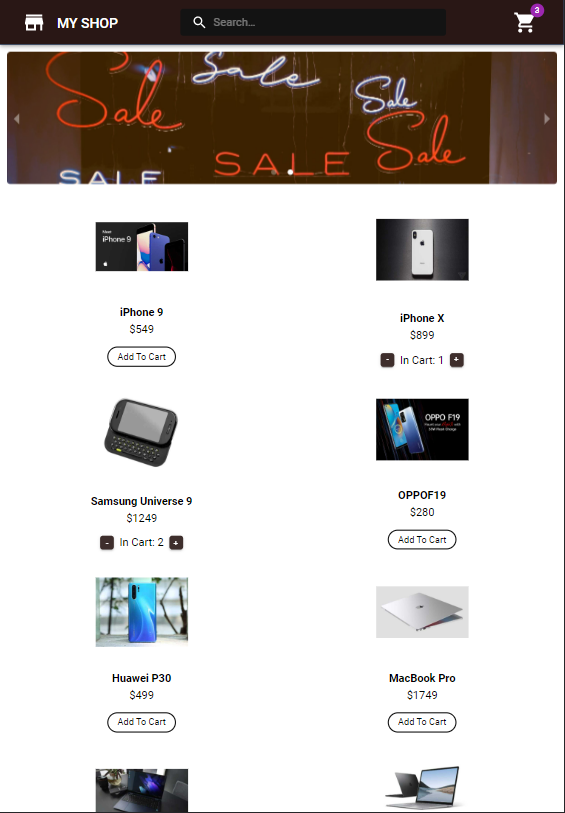 MY SHOP
Search...
3
Sale
Sale
Sale
SALE
Sale
SALE
Meet
iPhone 9
iPhone 9
$549
Add To Cart
iPhone X
$899
- In Cart: 1 +
OPPO F19
Samsung Universe 9
$1249
- In Cart: 2 +
OPPOF19
$280
Add To Cart
Huawei P30
$499
Add To Cart
MacBook Pro
$1749
Add To Cart